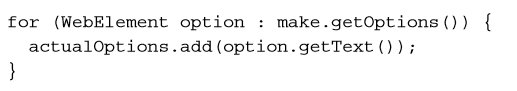 for (WebElement option : make.getOptions()) {
  actualOptions.add(option.getText());
}